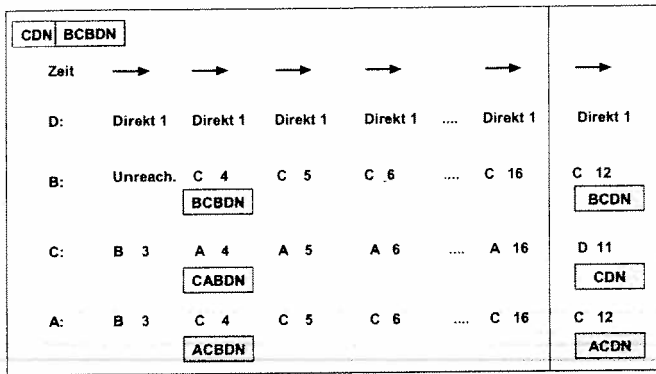 CDN BCBDN
Zeit
D: Direkt 1 Direkt 1 Direkt 1 Direkt 1 .... Direkt 1 Direkt 1
B: Unreach. C 4 C 5 C 6 .... C 16 C 12
BCBDN BCDN
C: B 3 A 4 A 5 A 6 .... A 16 D 11
CABDN CDN
A: B 3 C 4 C 5 C 6 .... C 16 C 12
ACBDN ACDN